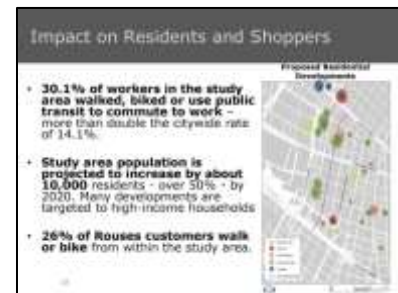 Impact on Residents and Shoppers
Proposed Residential
Developments
• 30.1% of workers in the study
area walked, biked or use public
transit to commute to work –
more than double the citywide rate
of 14.1%.
• Study area population is
projected to increase by about
10,000 residents - over 50% - by
2020. Many developments are
targeted to high-income households
• 26% of Rouses customers walk
or bike from within the study area.